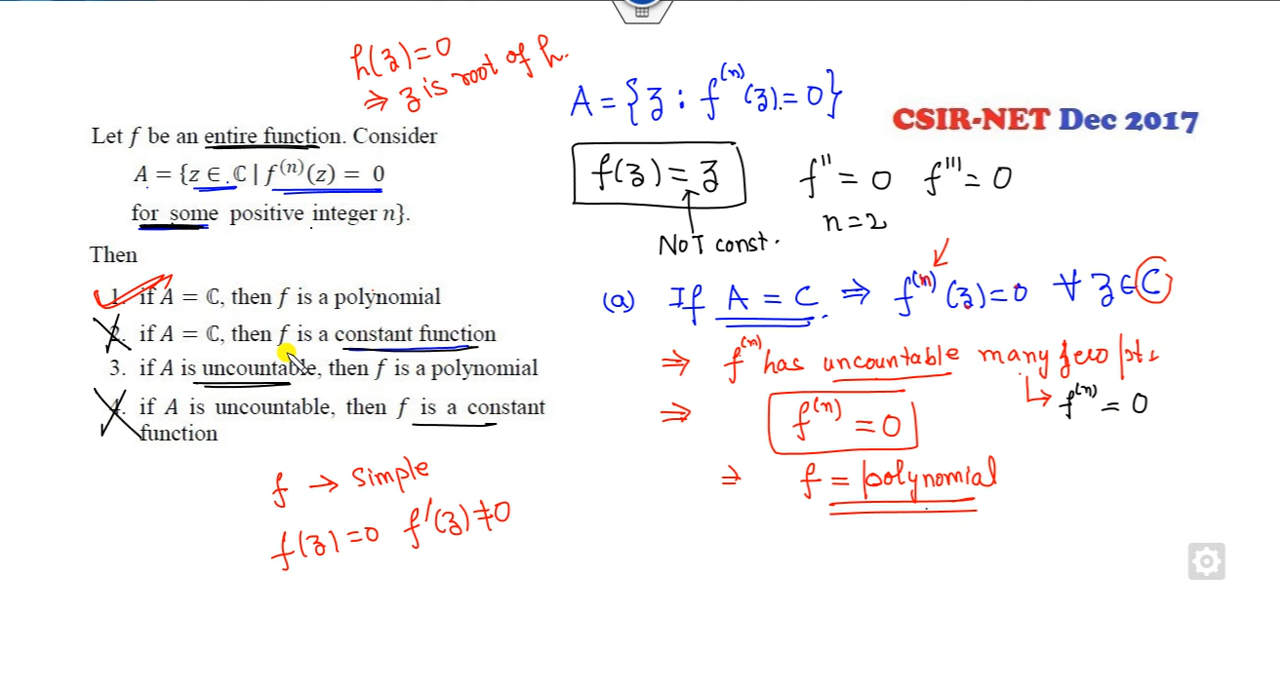 h(z)=0
⇒ z is root of h.
Let f be an entire function. Consider
A = {z ∈ ℂ | f⁽ⁿ⁾(z) = 0
for some positive integer n}.
Then
1. if A = ℂ, then f is a polynomial
2. if A = ℂ, then f is a constant function
3. if A is uncountable, then f is a polynomial
4. if A is uncountable, then f is a constant
function
f → simple
f(z)=0 f'(z)≠0
A = {z : f⁽ⁿ⁾(z)=0}
CSIR-NET Dec 2017
f(z) = z f'' = 0 f''' = 0
n=2
NOT const.
(a) If A = C ⇒ f⁽ⁿ⁾(z)=0 ∀ z∈C
⇒ f⁽ⁿ⁾ has uncountable many zero pts
↳ f⁽ⁿ⁾ = 0
⇒ f⁽ⁿ⁾ = 0
⇒ f = polynomial